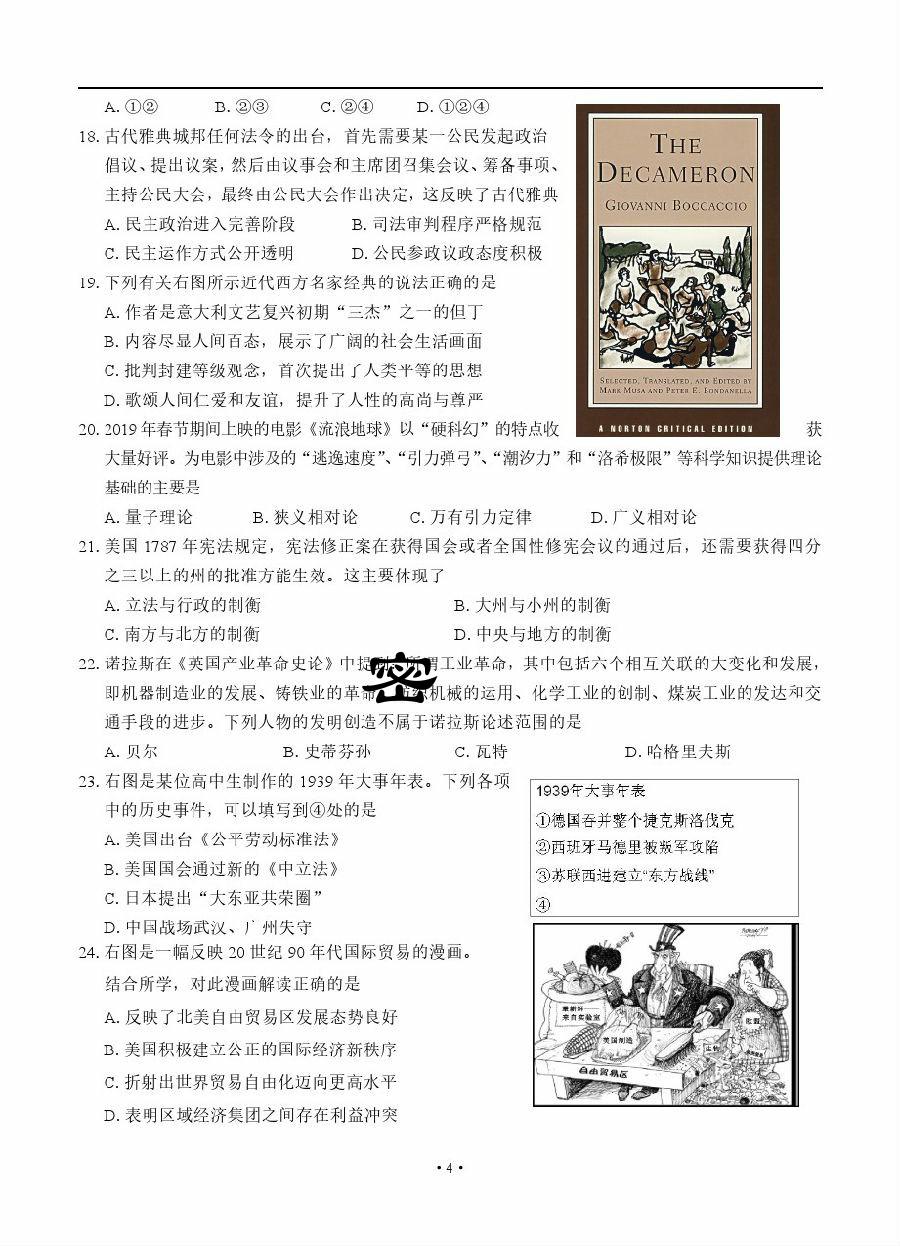 A. ①② B. ②③ C. ②④ D. ①②④
18. 古代雅典城邦任何法令的出台，首先需要某一公民发起政治
倡议、提出议案，然后由议事会和主席团召集会议、筹备事项、
主持公民大会，最终由公民大会作出决定，这反映了古代雅典
A. 民主政治进入完善阶段 B. 司法审判程序严格规范
C. 民主运作方式公开透明 D. 公民参政议政态度积极
19. 下列有关右图所示近代西方名家经典的说法正确的是
A. 作者是意大利文艺复兴初期“三杰”之一的但丁
B. 内容尽显人间百态，展示了广阔的社会生活画面
C. 批判封建等级观念，首次提出了人类平等的思想
D. 歌颂人间仁爱和友谊，提升了人性的高尚与尊严
THE
DECAMERON
GIOVANNI BOCCACCIO
SELECTED, TRANSLATED, AND EDITED BY
MARK MUSA AND PETER E. BONDANELLA
A NORTON CRITICAL EDITION
20. 2019 年春节期间上映的电影《流浪地球》以“硬科幻”的特点收获
大量好评。为电影中涉及的“逃逸速度”、“引力弹弓”、“潮汐力”和“洛希极限”等科学知识提供理论
基础的主要是
A. 量子理论 B. 狭义相对论 C. 万有引力定律 D. 广义相对论
21. 美国 1787 年宪法规定，宪法修正案在获得国会或者全国性修宪会议的通过后，还需要获得四分
之三以上的州的批准方能生效。这主要体现了
A. 立法与行政的制衡 B. 大州与小州的制衡
C. 南方与北方的制衡 D. 中央与地方的制衡
22. 诺拉斯在《英国产业革命史论》中提到 工业革命，其中包括六个相互关联的大变化和发展，
即机器制造业的发展、铸铁业的革命 机械的运用、化学工业的创制、煤炭工业的发达和交
通手段的进步。下列人物的发明创造不属于诺拉斯论述范围的是
密
A. 贝尔 B. 史蒂芬孙 C. 瓦特 D. 哈格里夫斯
23. 右图是某位高中生制作的 1939 年大事年表。下列各项
中的历史事件，可以填写到④处的是
A. 美国出台《公平劳动标准法》
B. 美国国会通过新的《中立法》
C. 日本提出“大东亚共荣圈”
D. 中国战场武汉、广州失守
1939年大事年表
①德国吞并整个捷克斯洛伐克
②西班牙马德里被叛军攻陷
③苏联西进建立“东方战线”
④
24. 右图是一幅反映 20 世纪 90 年代国际贸易的漫画。
结合所学，对此漫画解读正确的是
A. 反映了北美自由贸易区发展态势良好
B. 美国积极建立公正的国际经济新秩序
C. 折射出世界贸易自由化迈向更高水平
D. 表明区域经济集团之间存在利益冲突
来自实验室
美国制造
自由贸易区
· 4 ·